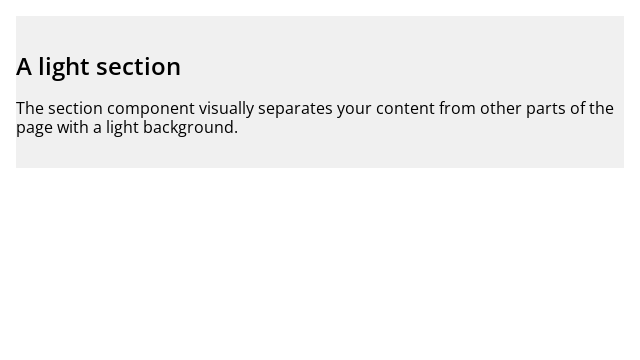 A light section
The section component visually separates your content from other parts of the
page with a light background.